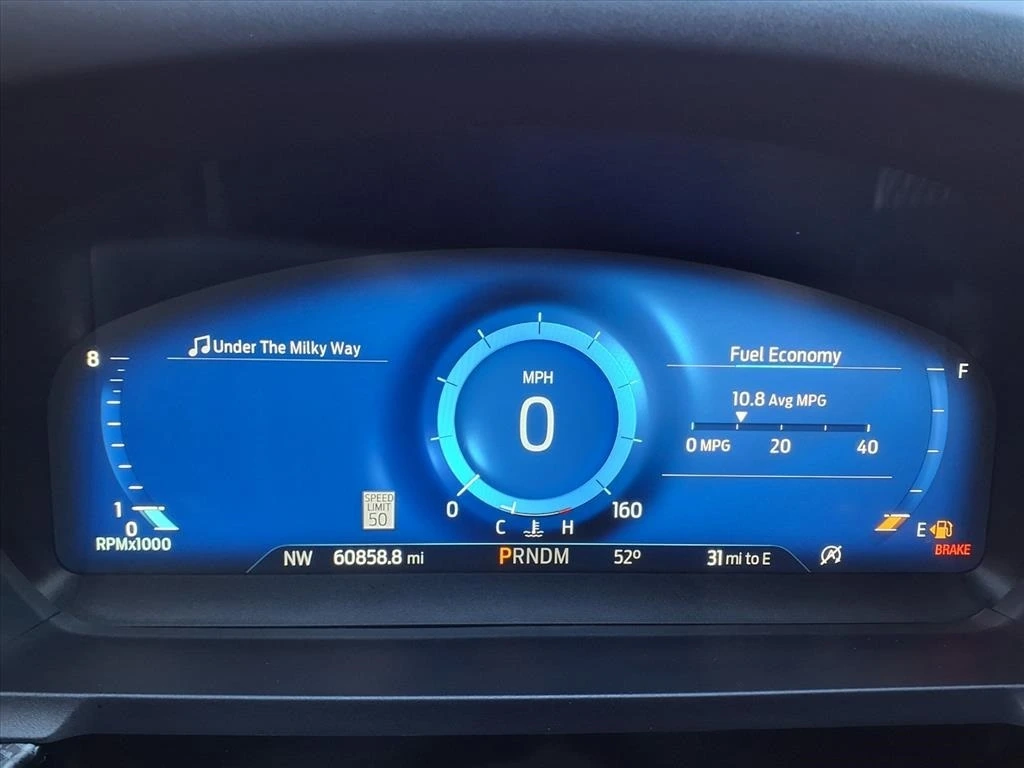 Under The Milky Way
8
1
0
RPMx1000
SPEED
LIMIT
50
MPH
0
0
160
C H
Fuel Economy
10.8 Avg MPG
0 MPG 20 40
F
E
BRAKE
NW 60858.8 mi PRNDM 52° 31 mi to E